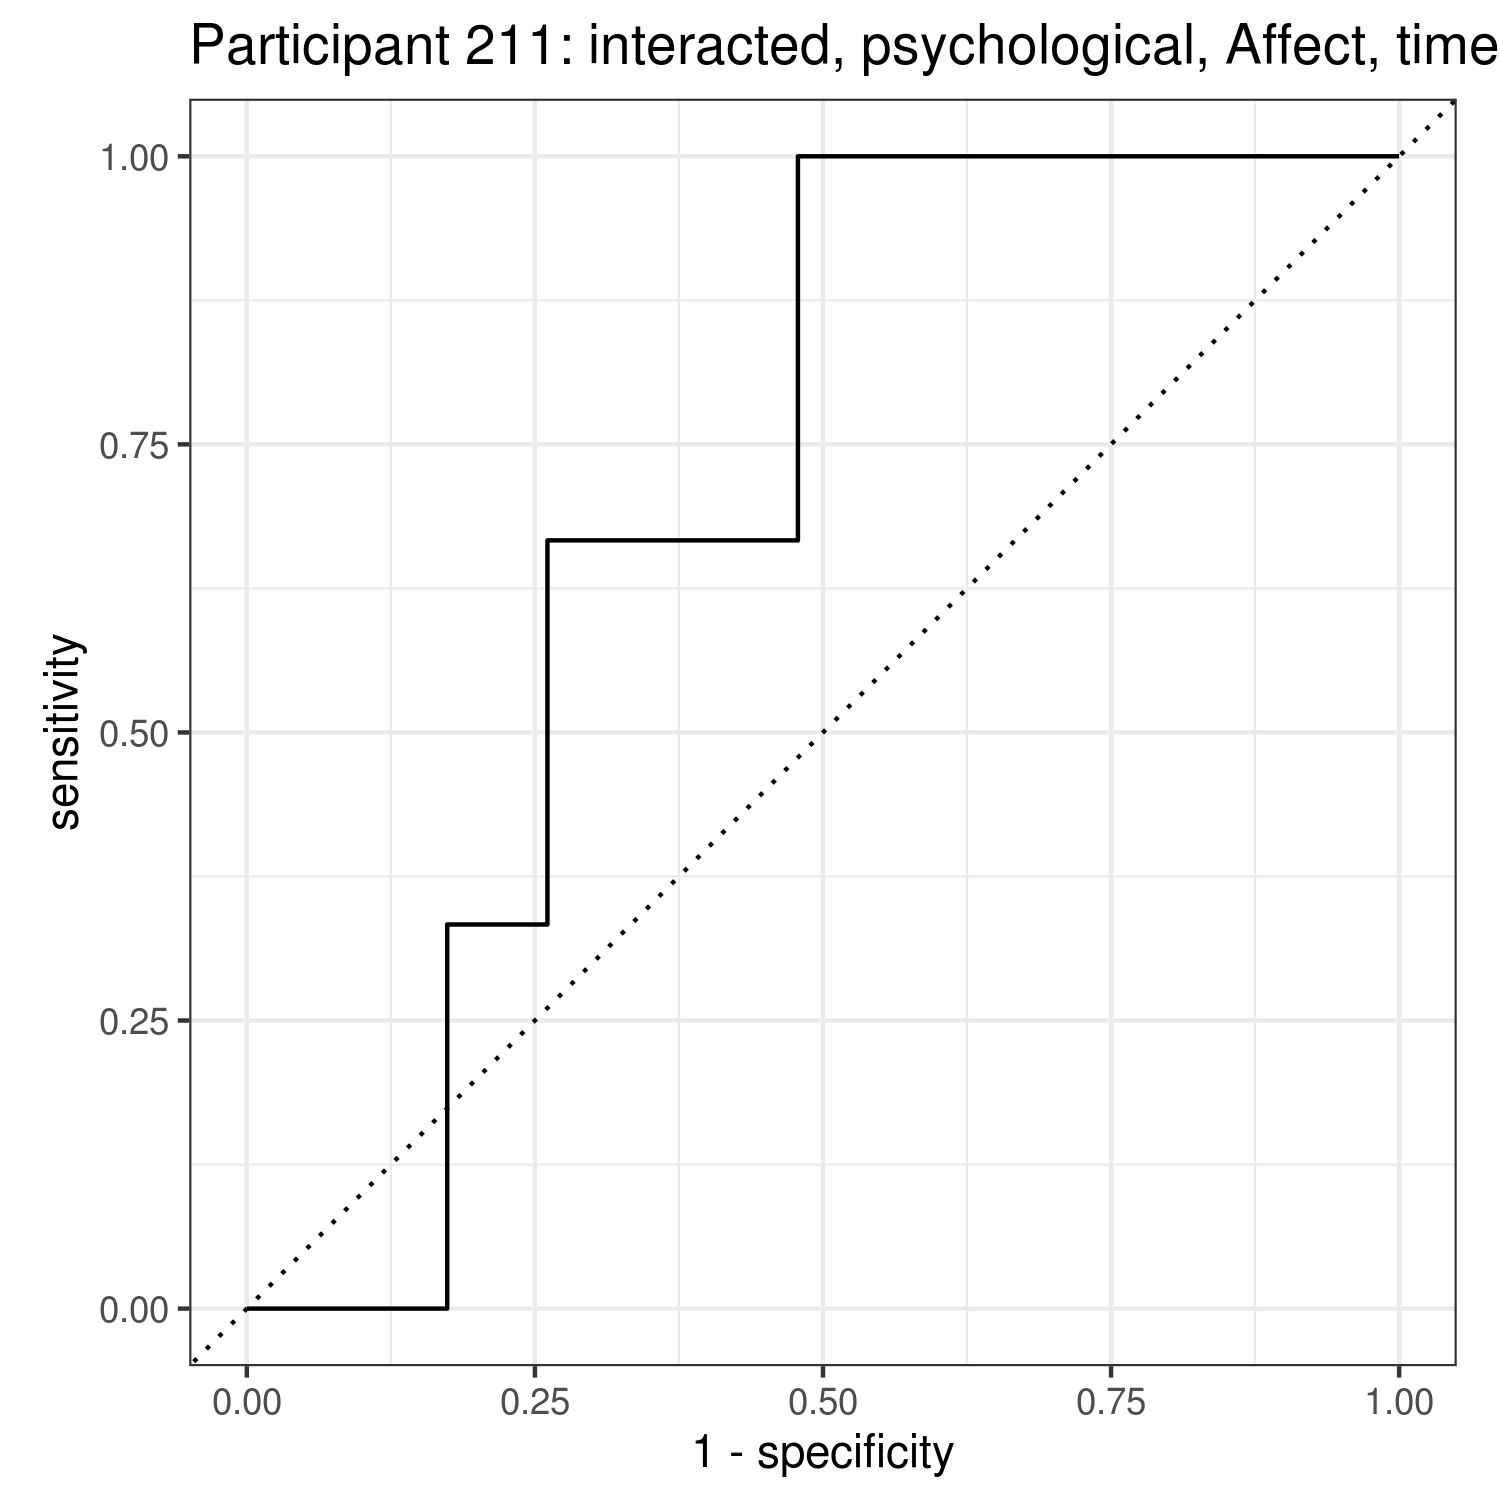 Participant 211: interacted, psychological, Affect, time
1.00
0.75
0.50
0.25
0.00
sensitivity
0.00 0.25 0.50 0.75 1.00
1 - specificity